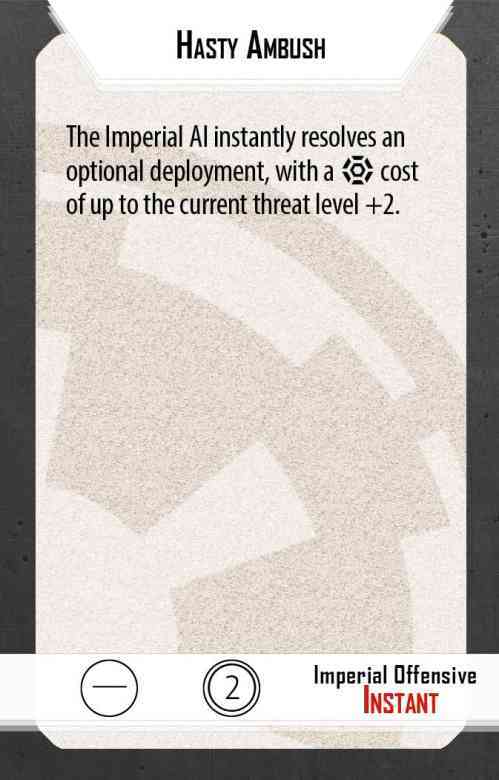 Hasty Ambush
The Imperial AI instantly resolves an
optional deployment, with a cost
of up to the current threat level +2.
— 2 Imperial Offensive
Instant